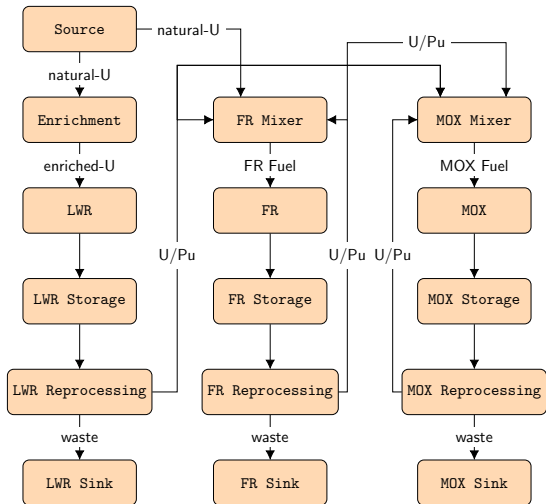 Source
natural-U
U/Pu
natural-U
Enrichment
FR Mixer
MOX Mixer
enriched-U
FR Fuel
MOX Fuel
LWR
FR
MOX
U/Pu
U/Pu
U/Pu
LWR Storage
FR Storage
MOX Storage
LWR Reprocessing
FR Reprocessing
MOX Reprocessing
waste
waste
waste
LWR Sink
FR Sink
MOX Sink